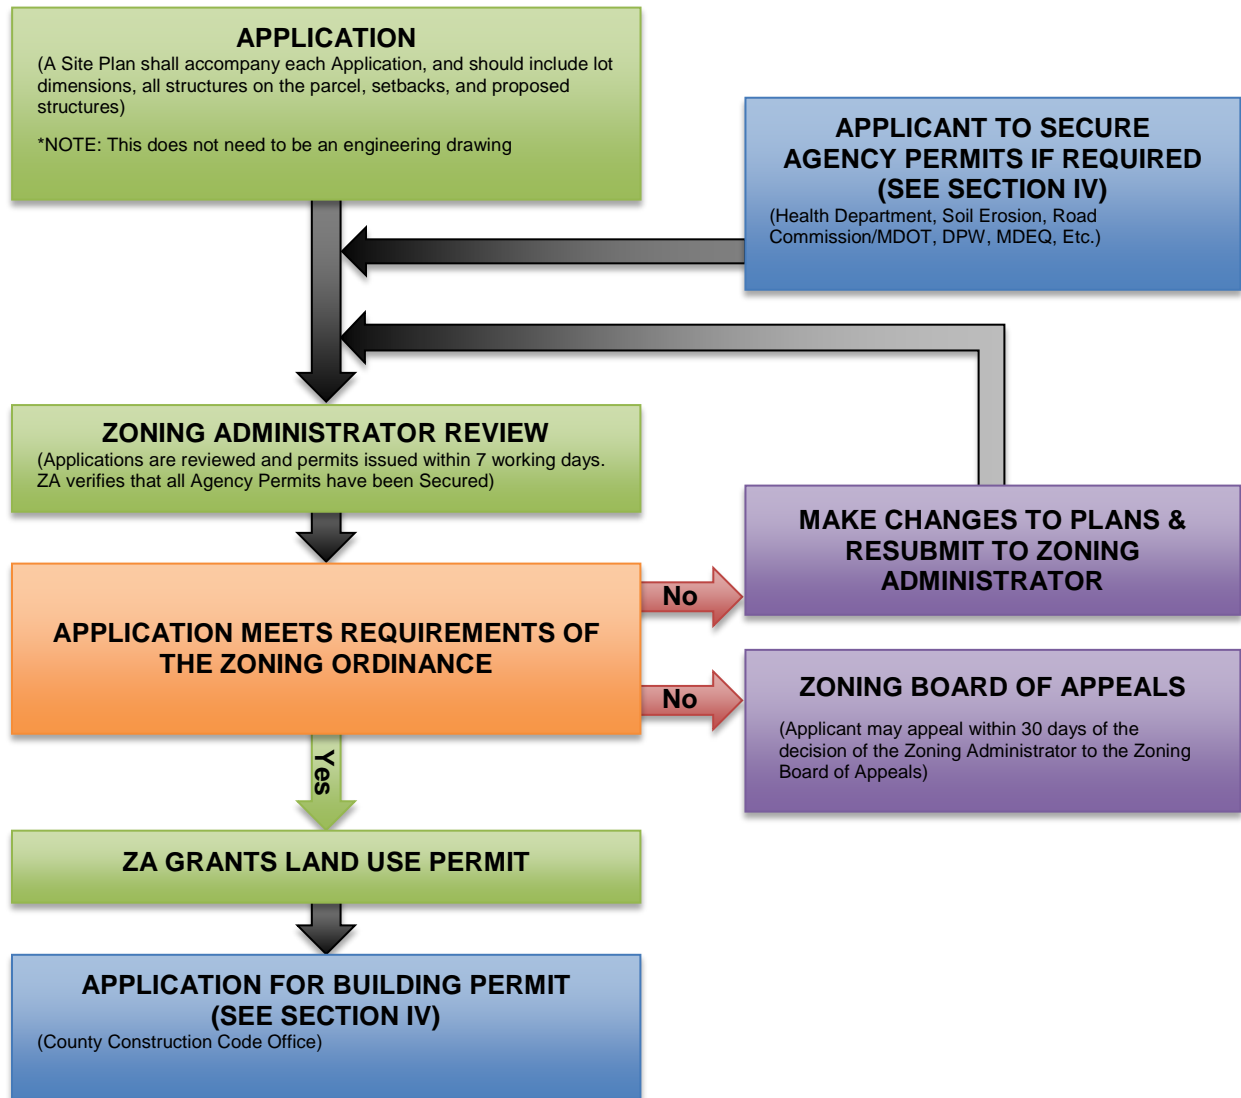 APPLICATION
(A Site Plan shall accompany each Application, and should include lot
dimensions, all structures on the parcel, setbacks, and proposed
structures)
*NOTE: This does not need to be an engineering drawing
APPLICANT TO SECURE
AGENCY PERMITS IF REQUIRED
(SEE SECTION IV)
(Health Department, Soil Erosion, Road
Commission/MDOT, DPW, MDEQ, Etc.)
ZONING ADMINISTRATOR REVIEW
(Applications are reviewed and permits issued within 7 working days.
ZA verifies that all Agency Permits have been Secured)
MAKE CHANGES TO PLANS &
RESUBMIT TO ZONING
ADMINISTRATOR
No
APPLICATION MEETS REQUIREMENTS OF
THE ZONING ORDINANCE
No
ZONING BOARD OF APPEALS
(Applicant may appeal within 30 days of the
decision of the Zoning Administrator to the Zoning
Board of Appeals)
Yes
ZA GRANTS LAND USE PERMIT
APPLICATION FOR BUILDING PERMIT
(SEE SECTION IV)
(County Construction Code Office)